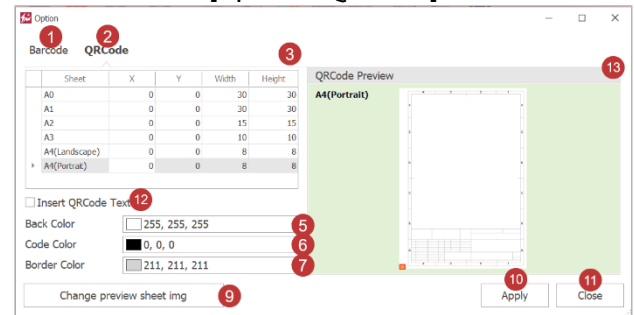 Option
1
2
Barcode QRCode
3
13
Sheet X Y Width Height
QRCode Preview
A0 0 0 30 30
A4(Portrait)
A1 0 0 30 30
A2 0 0 15 15
A3 0 0 10 10
A4(Landscape) 0 0 8 8
A4(Portrait) 0 0 8 8
Insert QRCode Text 12
Back Color 255, 255, 255 5
Code Color 0, 0, 0 6
Border Color 211, 211, 211 7
10 11
Change preview sheet img 9
Apply Close